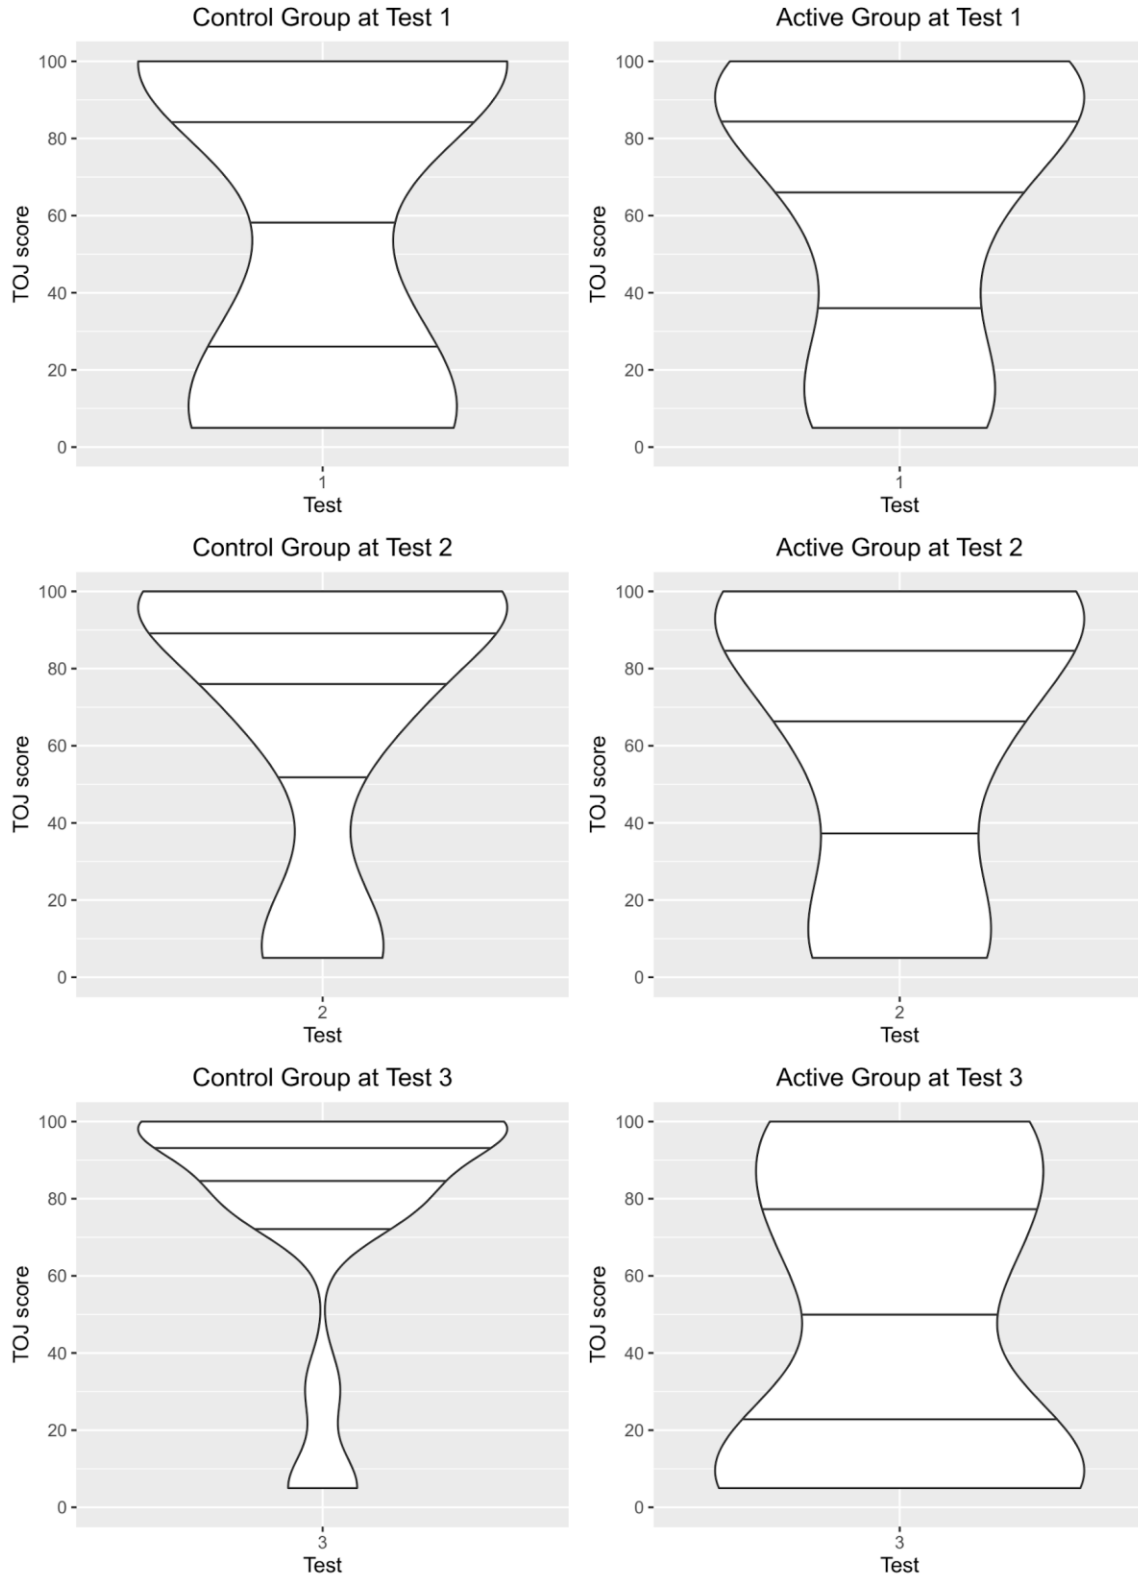 Control Group at Test 1
100
80
60
40
20
0
TOJ score
1
Test
Active Group at Test 1
100
80
60
40
20
0
TOJ score
1
Test
Control Group at Test 2
100
80
60
40
20
0
TOJ score
2
Test
Active Group at Test 2
100
80
60
40
20
0
TOJ score
2
Test
Control Group at Test 3
100
80
60
40
20
0
TOJ score
3
Test
Active Group at Test 3
100
80
60
40
20
0
TOJ score
3
Test